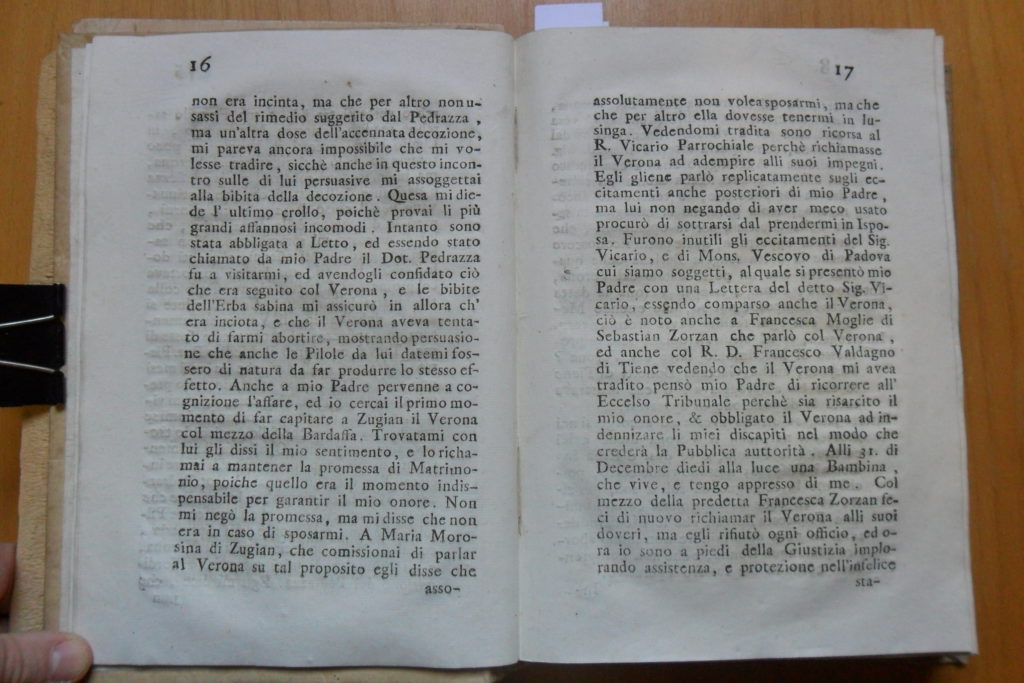 16
non era incinta, ma che per altro non u-
sassi del rimedio suggerito dal Pedrazza ,
ma un'altra dose dell'accennata decozione,
mi pareva ancora impossibile che mi vo-
lesse tradire , sicchè anche in questo incon-
tro sulle di lui persuasive mi assoggettai
alla bibita della decozione . Quesa mi die-
de l' ultimo crollo, poichè provai li più
grandi affannosi incomodi . Intanto sono
stata abbligata a Letto, ed essendo stato
chiamato da mio Padre il Dot. Pedrazza
fu a visitarmi, ed avendogli confidato ciò
che era seguito col Verona , e le bibite
dell'Erba sabina mi assicurò in allora ch'
era inciota, e che il Verona aveva tenta-
to di farmi abortire, mostrando persuasio-
ne che anche le Pilole da lui datemi fos-
sero di natura da far produrre lo stesso ef-
fetto. Anche a mio Padre pervenne a co-
gnizione l'affare, ed io cercai il primo mo-
mento di far capitare a Zugian il Verona
col mezzo della Bardaffa. Trovatami con
lui gli dissi il mio sentimento, e lo richa-
mai a mantener la promessa di Matrimo-
nio, poiche quello era il momento indis-
pensabile per garantir il mio onore. Non
mi negò la promessa, ma mi disse che non
era in caso di sposarmi. A Maria Moro-
sina di Zugian, che comissionai di parlar
al Verona su tal proposito egli disse che
asso-
17
assolutamente non volea sposarmi, ma che
che per altro ella dovesse tenermi in lu-
singa. Vedendomi tradita sono ricorsa al
R. Vicario Parrochiale perchè richiamasse
il Verona ad adempire alli suoi impegni.
Egli gliene parlò replicatamente sugli ec-
citamenti anche posteriori di mio Padre ,
ma lui non negando di aver meco usato
procurò di sottrarsi dal prendermi in Ispo-
sa. Furono inutili gli eccitamenti del Sig.
Vicario, e di Mons. Vescovo di Padova
cui siamo soggetti, al quale si presentò mio
Padre con una Lettera del detto Sig. Vi-
cario, essendo comparso anche il Verona,
ciò è noto anche a Francesca Moglie di
Sebastian Zorzan che parlò col Verona ,
ed anche col R. D. Francesco Valdagno
di Tiene vedendo che il Verona mi avea
tradito pensò mio Padre di ricorrere all'
Eccelso Tribunale perchè sia risarcito il
mio onore, & obbligato il Verona ad in-
dennizare li miei discapiti nel modo che
crederà la Pubblica auttorità . Alli 31. di
Decembre diedi alla luce una Bambina ,
che vive, e tengo appresso di me. Col
mezzo della predetta Francesca Zorzan fe-
ci di nuovo richiamar il Verona alli suoi
doveri, ma egli rifiutò ogni officio, ed o-
ra io sono a piedi della Giustizia implo-
rando assistenza, e protezione nell'infelice
sta-